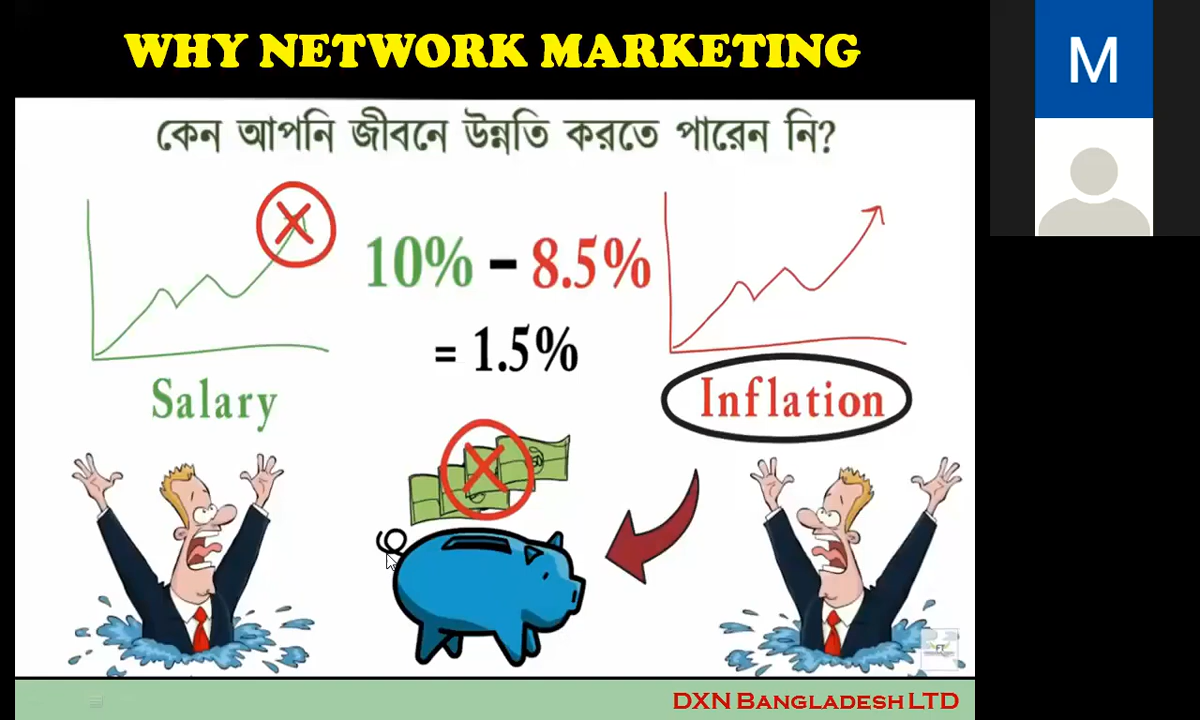 WHY NETWORK MARKETING
M
কেন আপনি জীবনে উন্নতি করতে পারেন নি?
10% - 8.5%
= 1.5%
Salary
Inflation
DXN BANGLADESH LTD